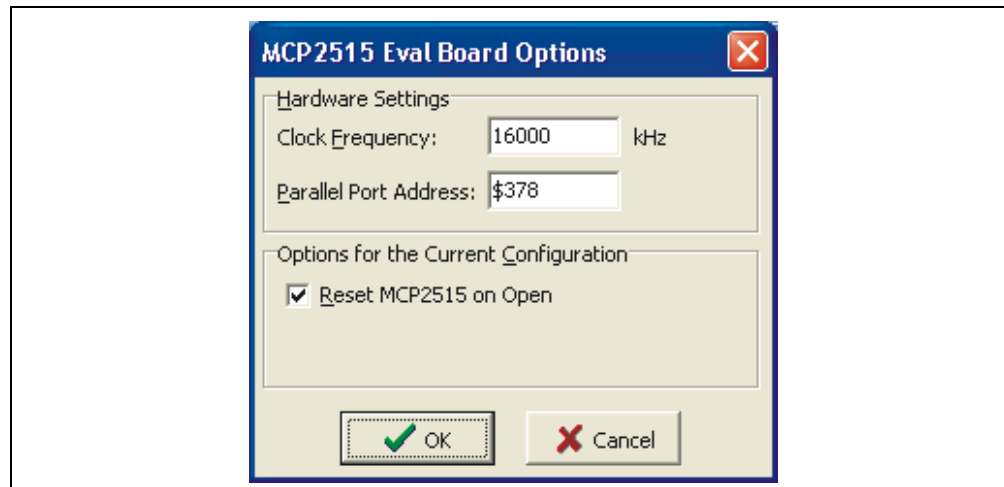 MCP2515 Eval Board Options
Hardware Settings
Clock Frequency: 16000 kHz
Parallel Port Address: $378
Options for the Current Configuration
Reset MCP2515 on Open
OK Cancel